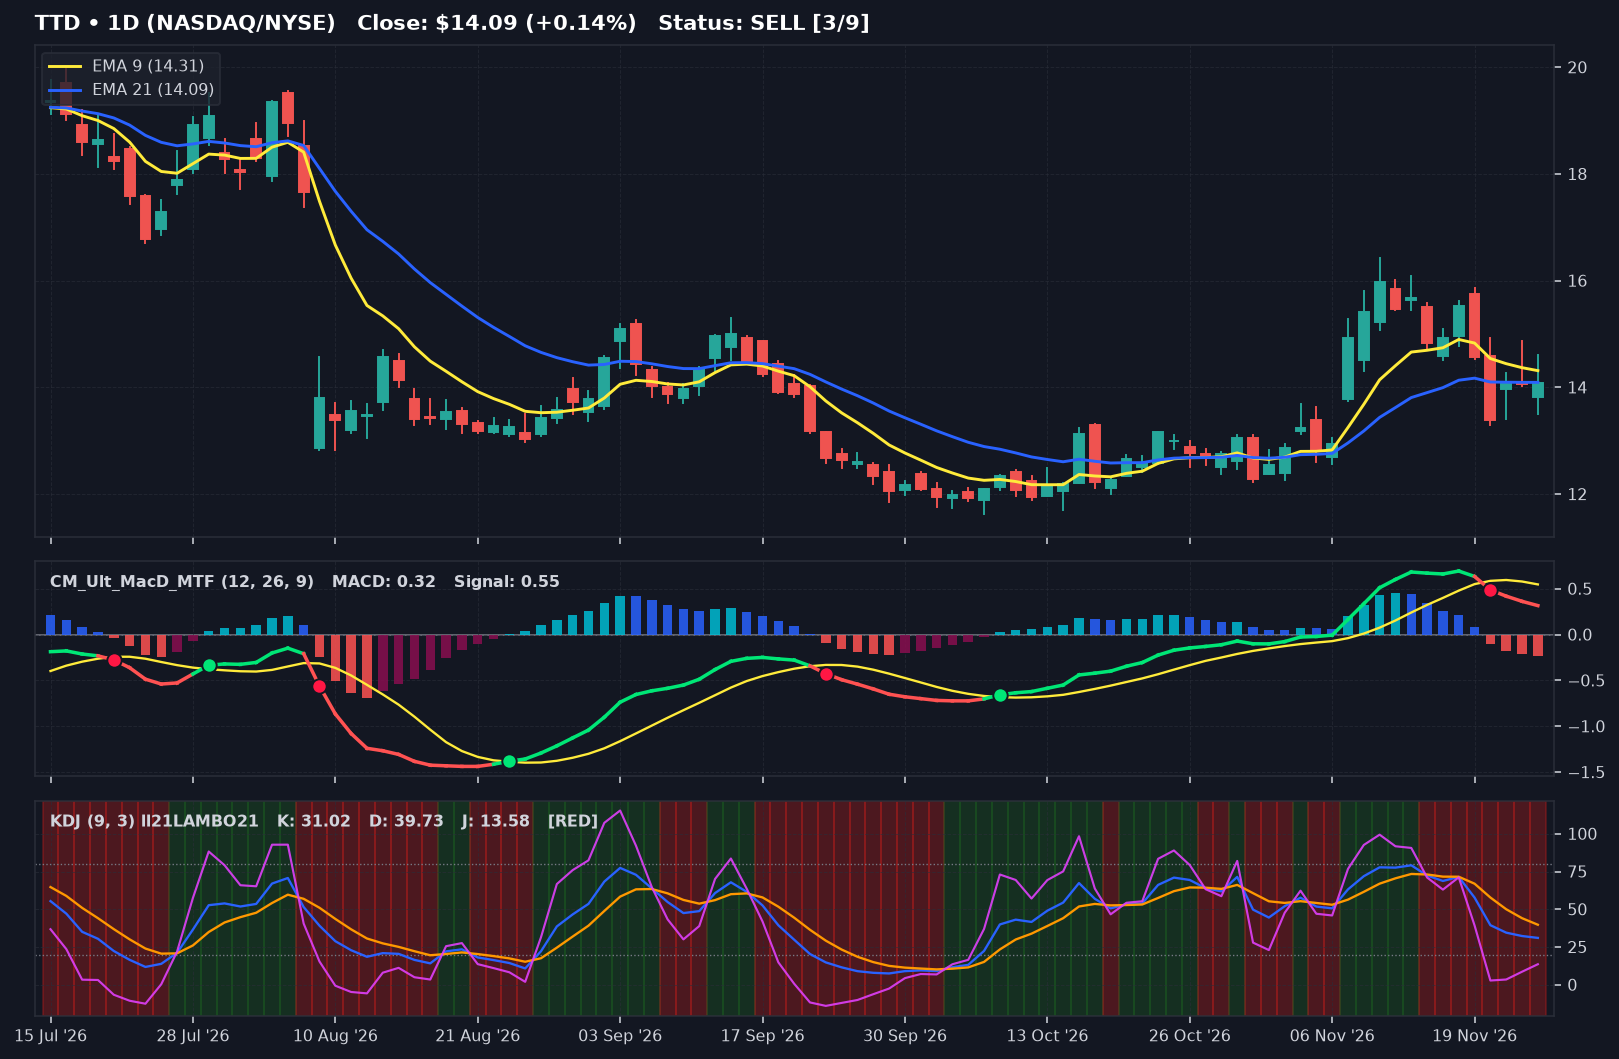 TTD • 1D (NASDAQ/NYSE)   Close: $14.09 (+0.14%)   Status: SELL [3/9]
EMA 9 (14.31)
EMA 21 (14.09)
20
18
16
14
12
CM_Ult_MacD_MTF (12, 26, 9)   MACD: 0.32   Signal: 0.55
0.5
0.0
−0.5
−1.0
−1.5
KDJ (9, 3) ll21LAMBO21   K: 31.02   D: 39.73   J: 13.58   [RED]
100
75
50
25
0
15 Jul '26   28 Jul '26   10 Aug '26   21 Aug '26   03 Sep '26   17 Sep '26   30 Sep '26   13 Oct '26   26 Oct '26   06 Nov '26   19 Nov '26